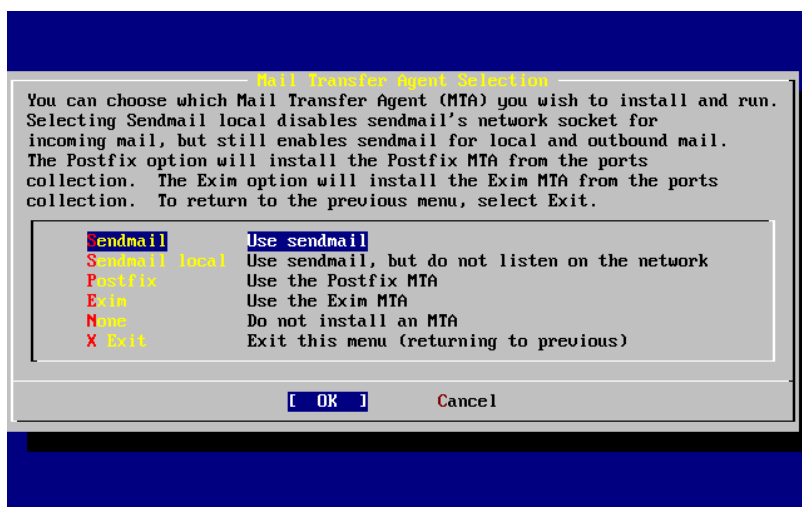 Mail Transfer Agent Selection
You can choose which Mail Transfer Agent (MTA) you wish to install and run.
Selecting Sendmail local disables sendmail's network socket for
incoming mail, but still enables sendmail for local and outbound mail.
The Postfix option will install the Postfix MTA from the ports
collection.  The Exim option will install the Exim MTA from the ports
collection.  To return to the previous menu, select Exit.
Sendmail Use sendmail
Sendmail local Use sendmail, but do not listen on the network
Postfix Use the Postfix MTA
Exim Use the Exim MTA
None Do not install an MTA
X Exit Exit this menu (returning to previous)
[ OK ] Cancel